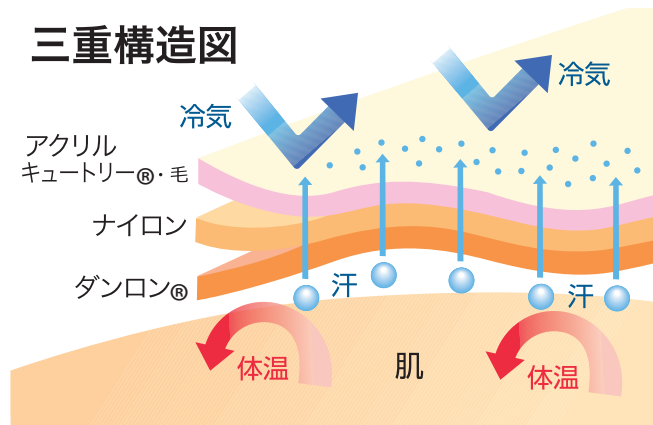 三重構造図
冷気
冷気
アクリル
キュートリー®・毛
ナイロン
ダンロン®
汗
汗
体温
肌
体温